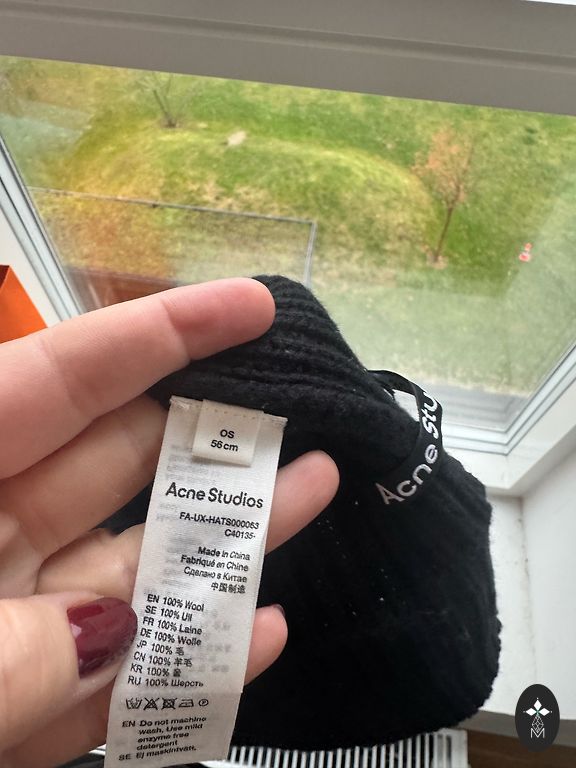 OS
56cm
Acne Studios
FA-UX-HATS000063
C40135-
Made in China
Fabriqué en Chine
Сделано в Китае
中国制造
EN 100% Wool
SE 100% Ull
FR 100% Laine
DE 100% Wolle
JP 100% 毛
CN 100% 羊毛
KR 100% 울
RU 100% Шерсть
EN Do not machine
wash, Use mild
enzyme free
detergent
SE Ej maskintvätt,
Acne Stu
M